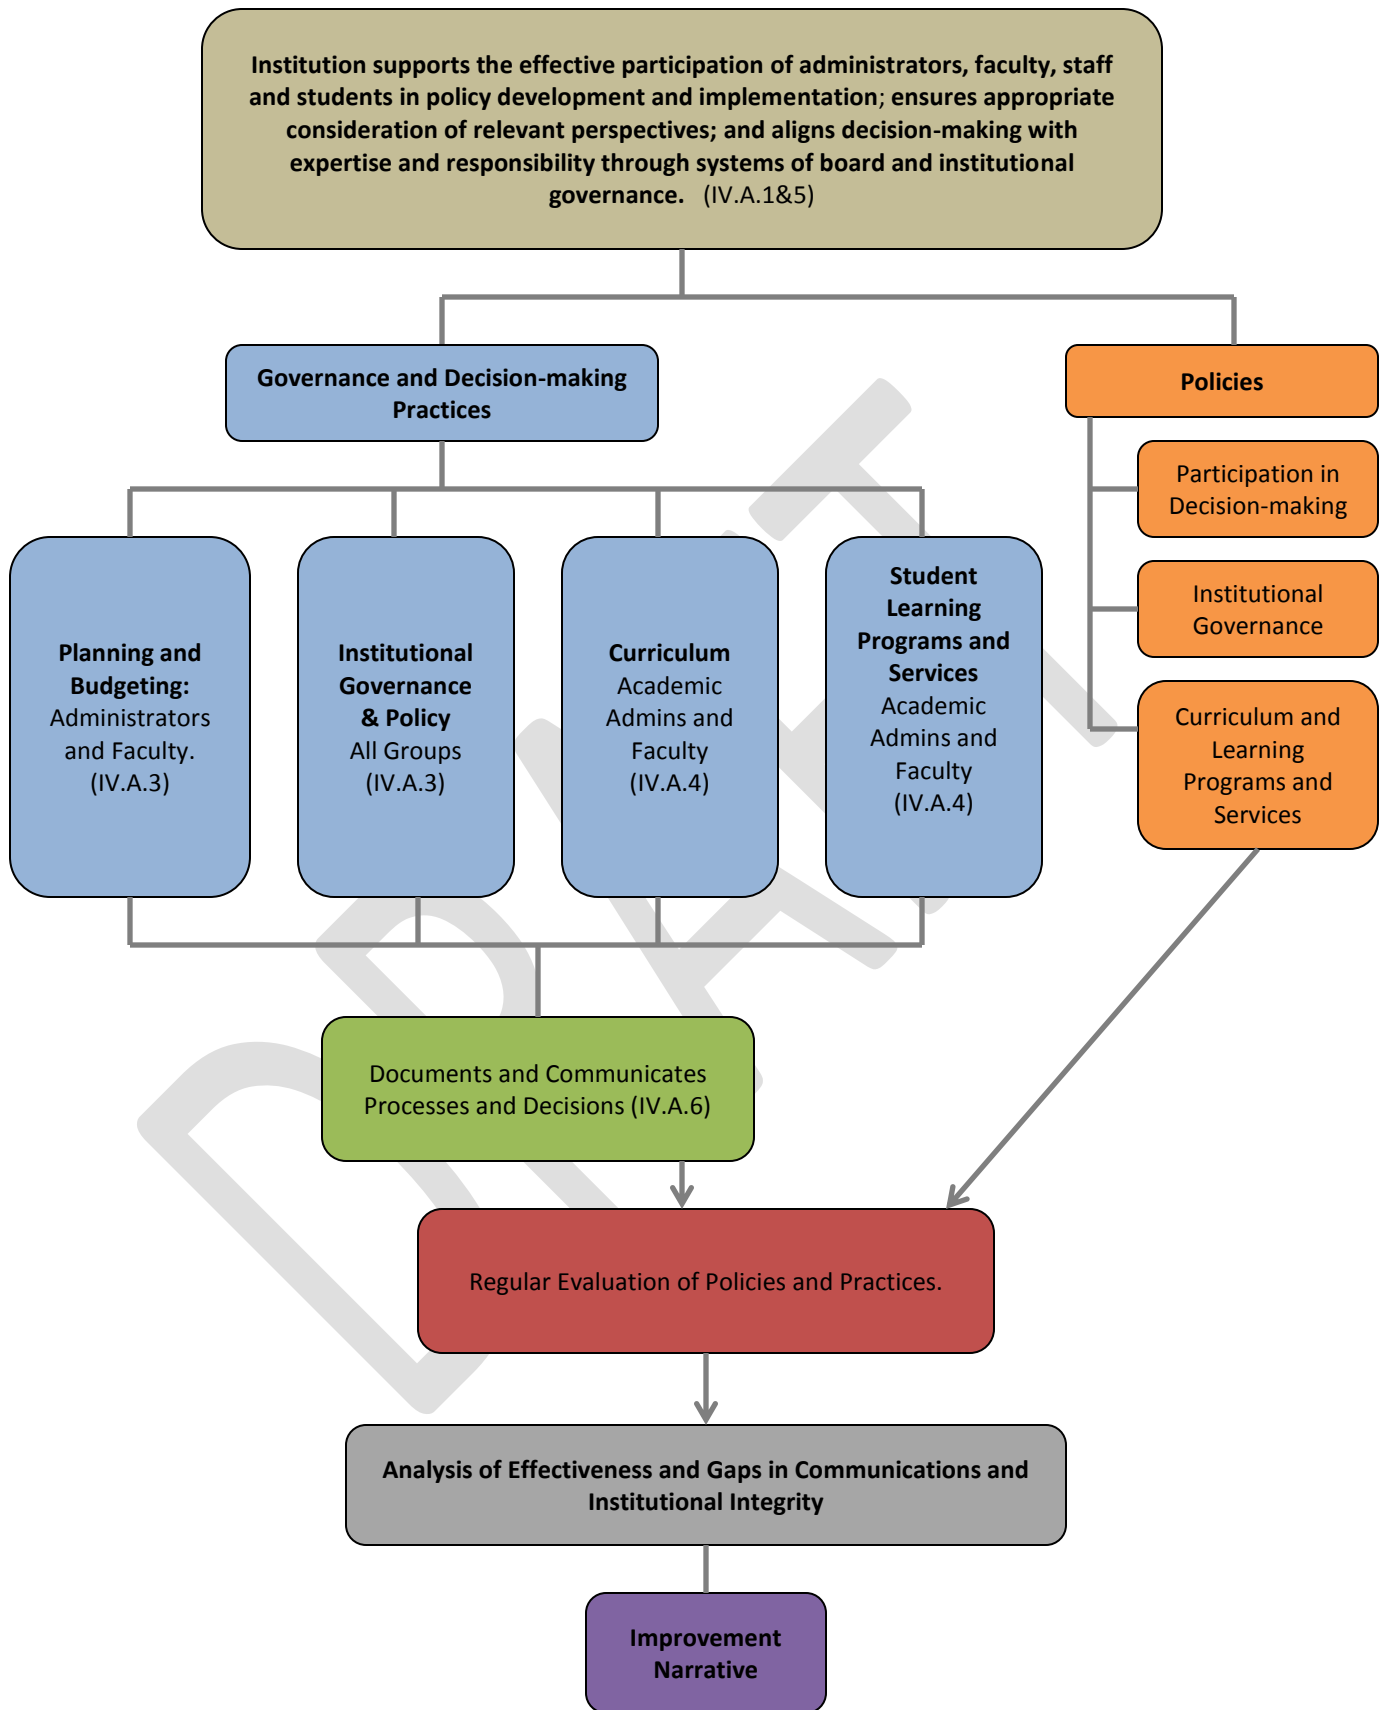 Institution supports the effective participation of administrators, faculty, staff
and students in policy development and implementation; ensures appropriate
consideration of relevant perspectives; and aligns decision-making with
expertise and responsibility through systems of board and institutional
governance. (IV.A.1&5)
Governance and Decision-making
Practices
Policies
Participation in
Decision-making
Institutional
Governance
Curriculum and
Learning
Programs and
Services
Planning and
Budgeting:
Administrators
and Faculty.
(IV.A.3)
Institutional
Governance
& Policy
All Groups
(IV.A.3)
Curriculum
Academic
Admins and
Faculty
(IV.A.4)
Student
Learning
Programs and
Services
Academic
Admins and
Faculty
(IV.A.4)
DRAFT
Documents and Communicates
Processes and Decisions (IV.A.6)
Regular Evaluation of Policies and Practices.
Analysis of Effectiveness and Gaps in Communications and
Institutional Integrity
Improvement
Narrative